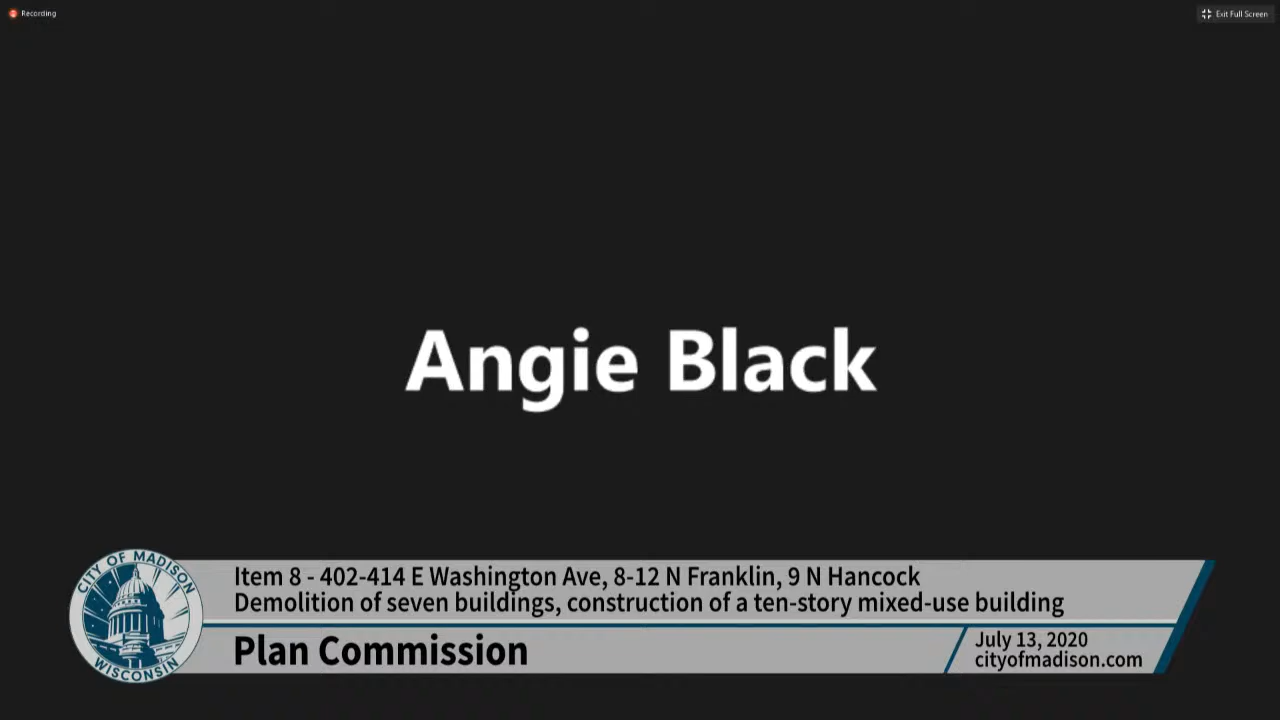 Recording
Exit Full Screen
Angie Black
CITY OF MADISON
WISCONSIN
Item 8 - 402-414 E Washington Ave, 8-12 N Franklin, 9 N Hancock
Demolition of seven buildings, construction of a ten-story mixed-use building
Plan Commission
July 13, 2020
cityofmadison.com